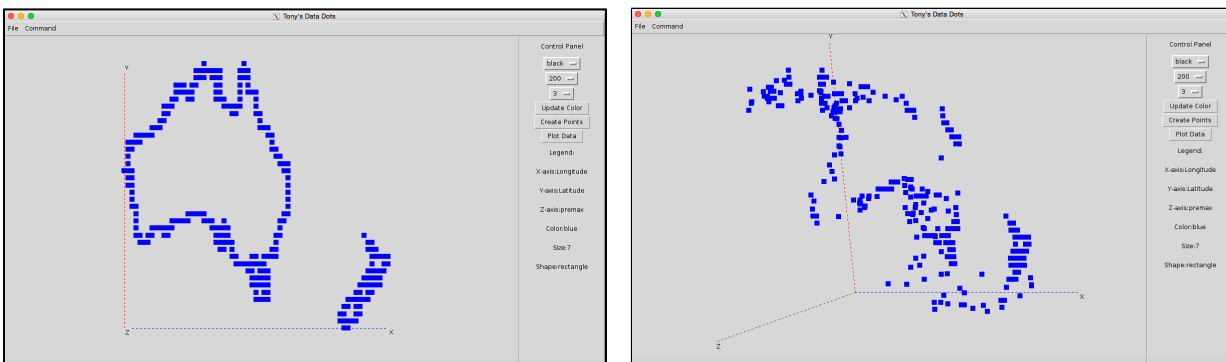 Tony's Data Dots
File Command
Control Panel
black
200
3
Update Color
Create Points
Plot Data
Legend:
X-axis:Longitude
Y-axis:Latitude
Z-axis:premax
Color:blue
Size:7
Shape:rectangle
Y
Z
X
Tony's Data Dots
File Command
Control Panel
black
200
3
Update Color
Create Points
Plot Data
Legend:
X-axis:Longitude
Y-axis:Latitude
Z-axis:premax
Color:blue
Size:7
Shape:rectangle
Y
X
Z